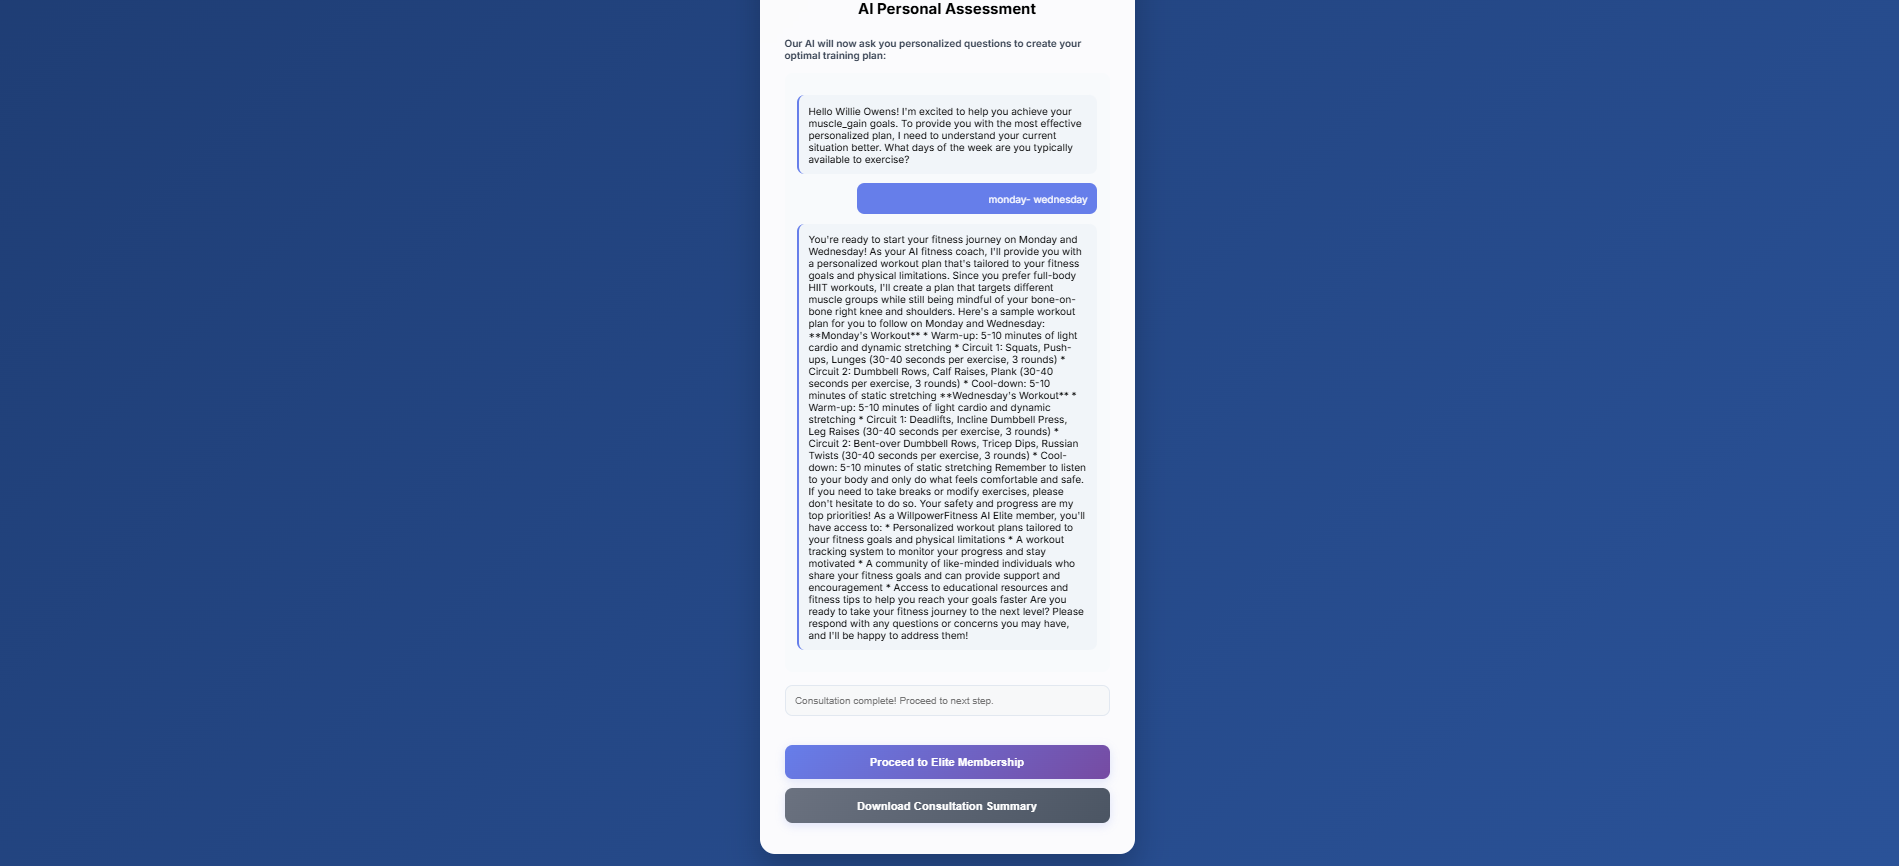 AI Personal Assessment
Our AI will now ask you personalized questions to create your
optimal training plan:
Hello Willie Owens! I'm excited to help you achieve your
muscle_gain goals. To provide you with the most effective
personalized plan, I need to understand your current
situation better. What days of the week are you typically
available to exercise?
monday- wednesday
You're ready to start your fitness journey on Monday and
Wednesday! As your AI fitness coach, I'll provide you with
a personalized workout plan that's tailored to your fitness
goals and physical limitations. Since you prefer full-body
HIIT workouts, I'll create a plan that targets different
muscle groups while still being mindful of your bone-on-
bone right knee and shoulders. Here's a sample workout
plan for you to follow on Monday and Wednesday:
**Monday's Workout** * Warm-up: 5-10 minutes of light
cardio and dynamic stretching * Circuit 1: Squats, Push-
ups, Lunges (30-40 seconds per exercise, 3 rounds) *
Circuit 2: Dumbbell Rows, Calf Raises, Plank (30-40
seconds per exercise, 3 rounds) * Cool-down: 5-10
minutes of static stretching **Wednesday's Workout** *
Warm-up: 5-10 minutes of light cardio and dynamic
stretching * Circuit 1: Deadlifts, Incline Dumbbell Press,
Leg Raises (30-40 seconds per exercise, 3 rounds) *
Circuit 2: Bent-over Dumbbell Rows, Tricep Dips, Russian
Twists (30-40 seconds per exercise, 3 rounds) * Cool-
down: 5-10 minutes of static stretching Remember to listen
to your body and only do what feels comfortable and safe.
If you need to take breaks or modify exercises, please
don't hesitate to do so. Your safety and progress are my
top priorities! As a WillpowerFitness AI Elite member, you'll
have access to: * Personalized workout plans tailored to
your fitness goals and physical limitations * A workout
tracking system to monitor your progress and stay
motivated * A community of like-minded individuals who
share your fitness goals and can provide support and
encouragement * Access to educational resources and
fitness tips to help you reach your goals faster Are you
ready to take your fitness journey to the next level? Please
respond with any questions or concerns you may have,
and I'll be happy to address them!
Consultation complete! Proceed to next step.
Proceed to Elite Membership
Download Consultation Summary